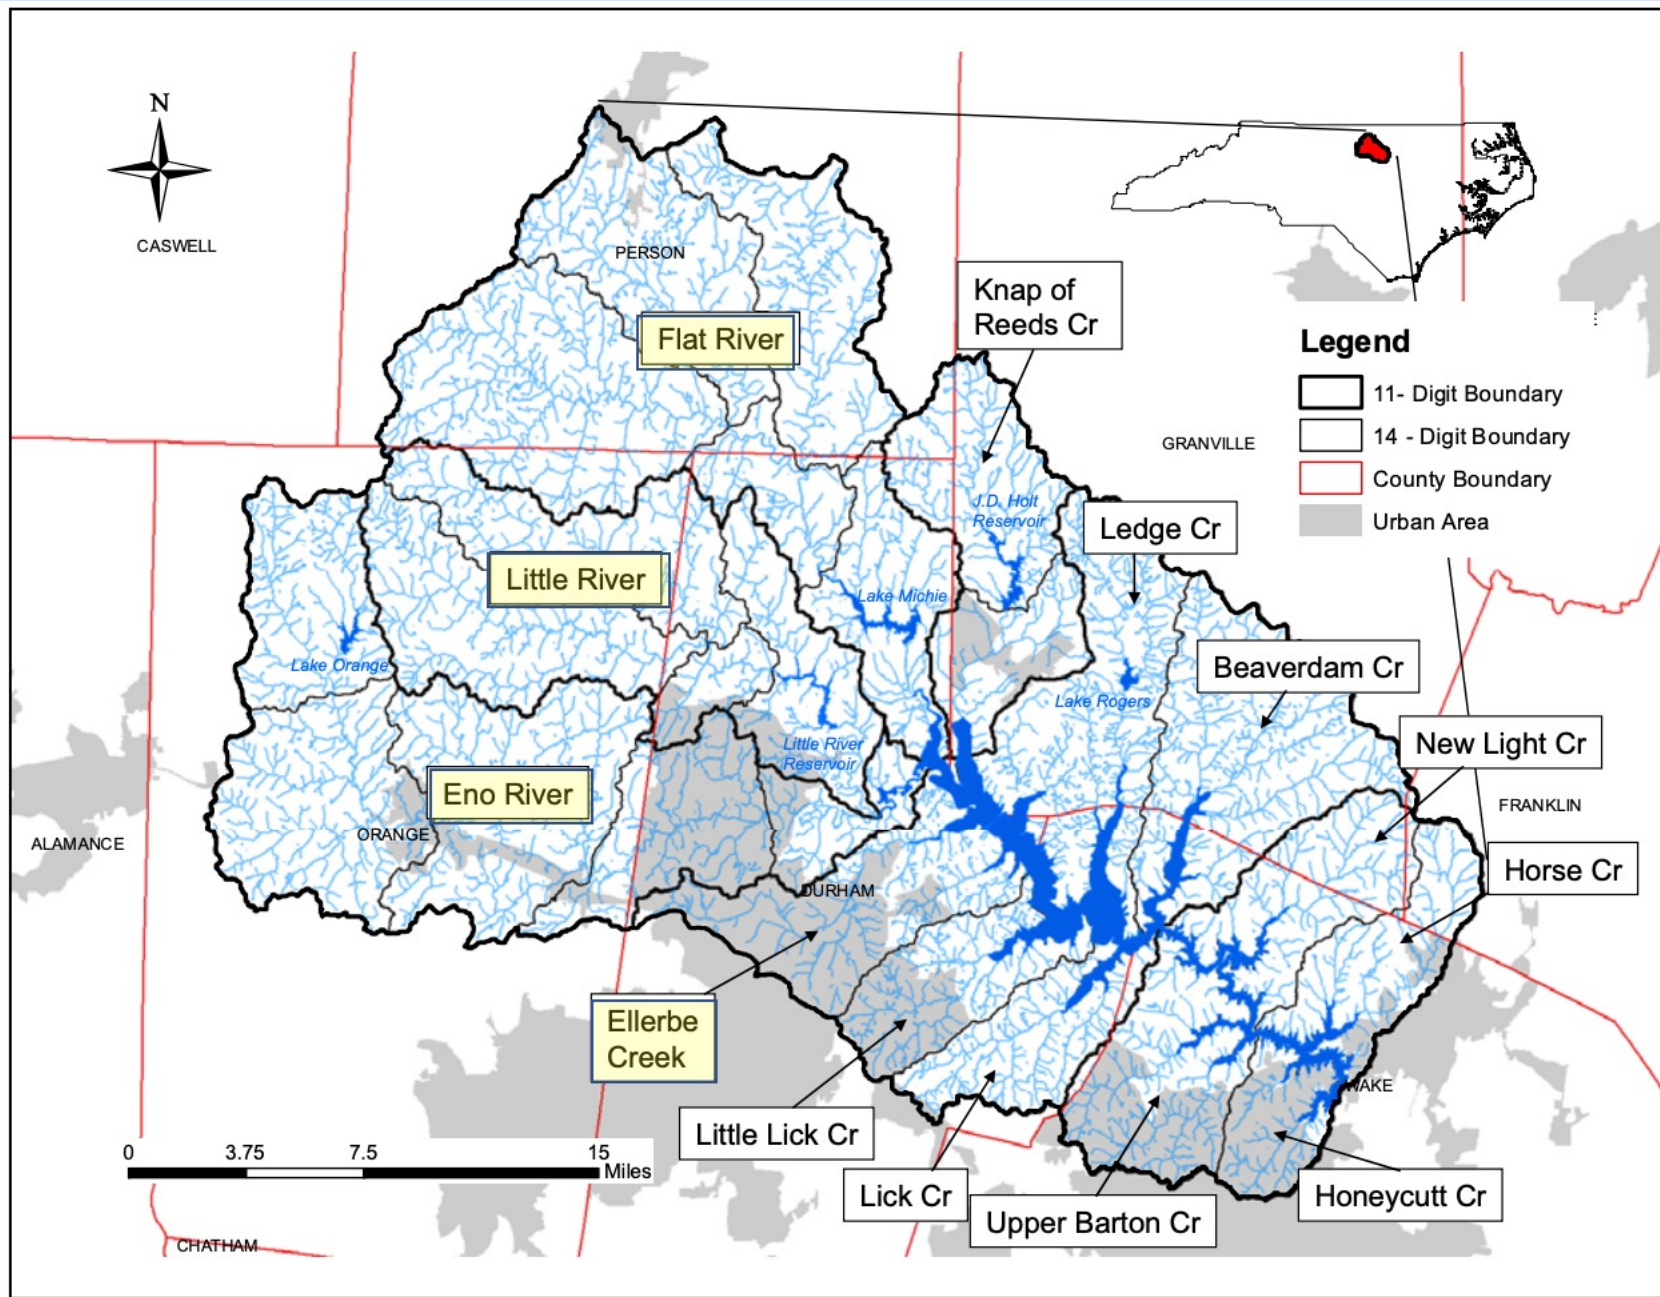 N
CASWELL
PERSON
Flat River
Knap of
Reeds Cr
Legend
11- Digit Boundary
14 - Digit Boundary
County Boundary
Urban Area
GRANVILLE
J.D. Holt
Reservoir
Ledge Cr
Little River
Lake Michie
Lake Orange
Beaverdam Cr
Lake Rogers
New Light Cr
Little River
Reservoir
Eno River
FRANKLIN
ORANGE
ALAMANCE
Horse Cr
DURHAM
Ellerbe
Creek
WAKE
Little Lick Cr
0 3.75 7.5 15
Miles
Lick Cr
Honeycutt Cr
Upper Barton Cr
CHATHAM